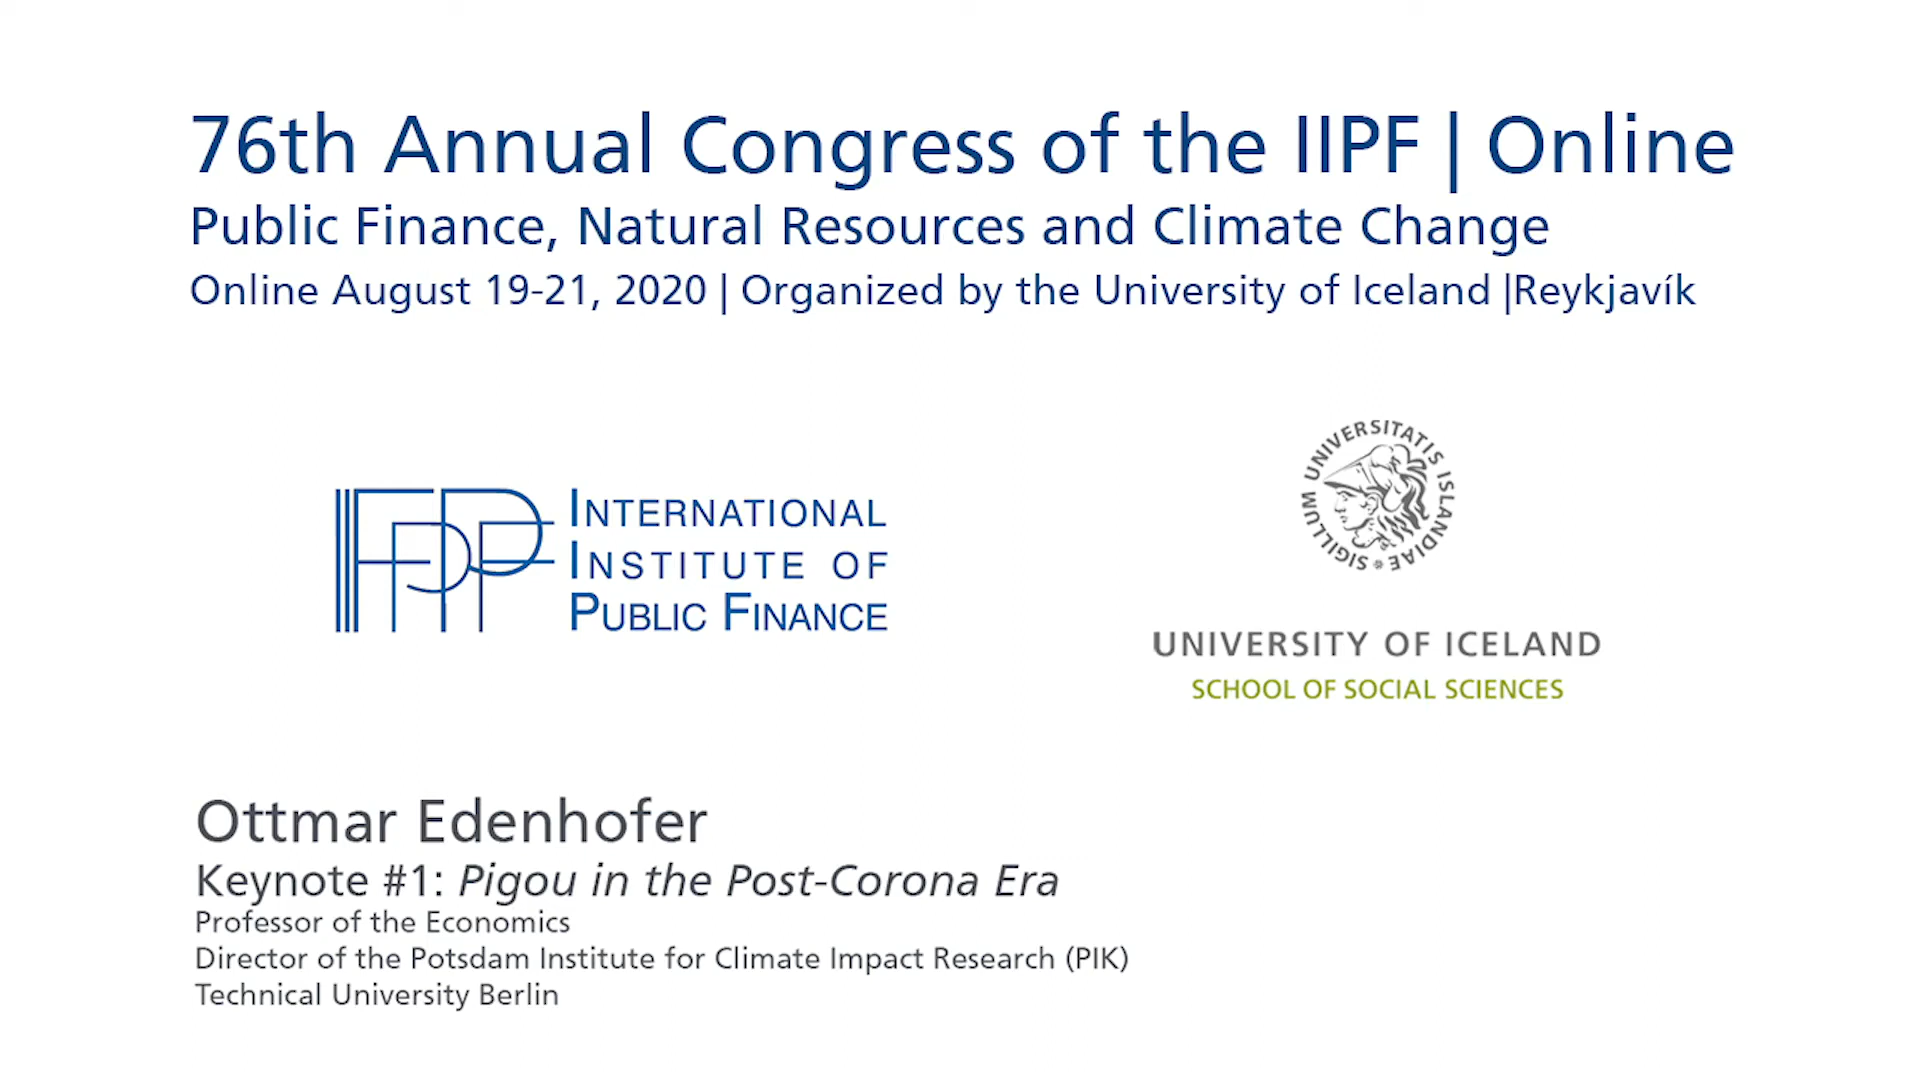 76th Annual Congress of the IIPF | Online
Public Finance, Natural Resources and Climate Change
Online August 19-21, 2020 | Organized by the University of Iceland |Reykjavík
INTERNATIONAL
INSTITUTE OF
PUBLIC FINANCE
SIGILLUM UNIVERSITATIS ISLANDIAE
UNIVERSITY OF ICELAND
SCHOOL OF SOCIAL SCIENCES
Ottmar Edenhofer
Keynote #1: Pigou in the Post-Corona Era
Professor of the Economics
Director of the Potsdam Institute for Climate Impact Research (PIK)
Technical University Berlin